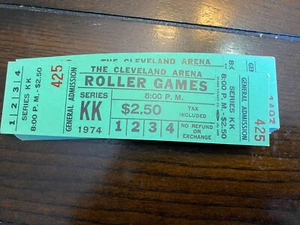 THE CLEVELAND ARENA
1 2 3 4
SERIES KK
8:00 P. M. $2.50
425
GENERAL ADMISSION
THE CLEVELAND ARENA
ROLLER GAMES
SERIES
KK
1974
8:00 P.M.
$2.50
TAX
INCLUDED
1 2 3 4
NO REFUND
OR
EXCHANGE
8:00 P. M. $2.50
SERIES KK
GENERAL ADMISSION
425